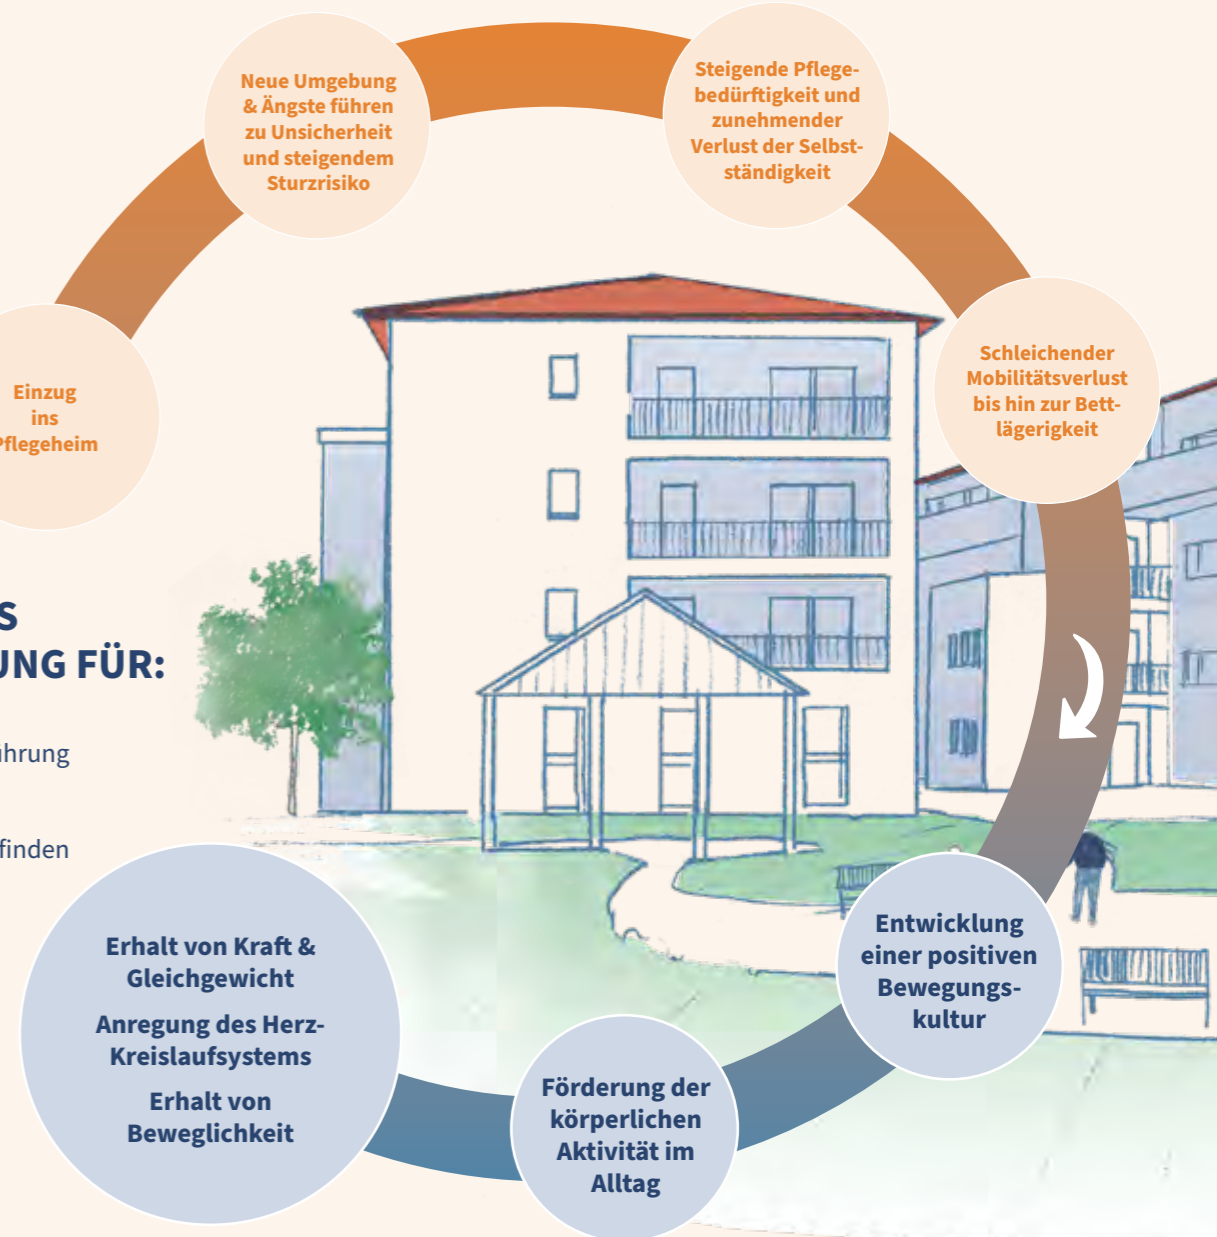 Neue Umgebung
& Ängste führen
zu Unsicherheit
und steigendem
Sturzrisiko
Steigende Pflege-
bedürftigkeit und
zunehmender
Verlust der Selbst-
ständigkeit
Schleichender
Mobilitätsverlust
bis hin zur Bett-
lägerigkeit
Einzug
ins
Pflegeheim
S
UNG FÜR:
ührung
finden
Entwicklung
einer positiven
Bewegungs-
kultur
Förderung der
körperlichen
Aktivität im
Alltag
Erhalt von Kraft &
Gleichgewicht
Anregung des Herz-
Kreislaufsystems
Erhalt von
Beweglichkeit